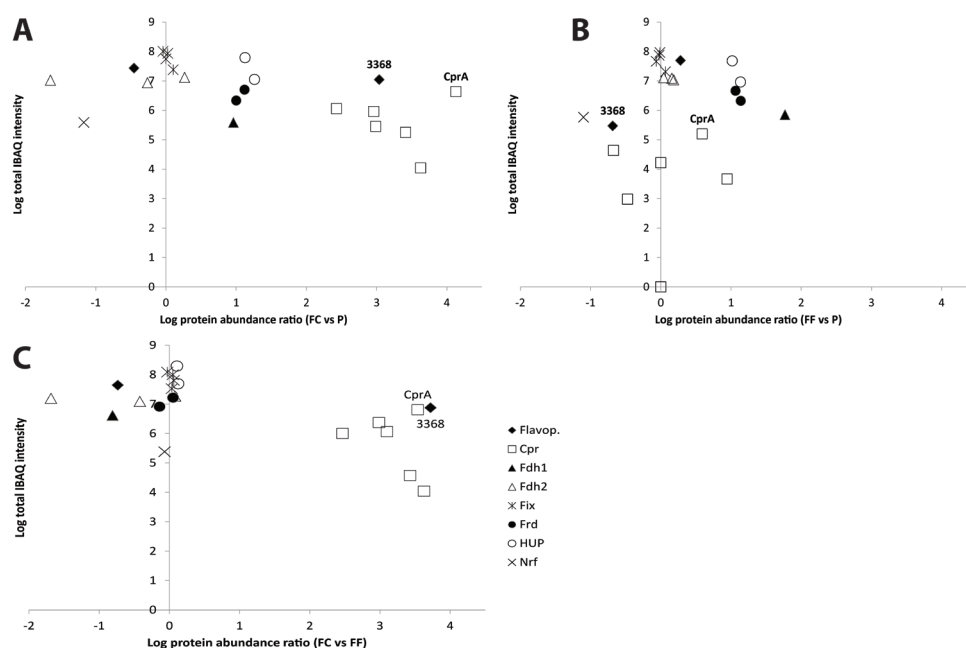 A
9
8
7
6
5
4
3
2
1
0
-2
-1
0
1
2
3
4
5
3368
CprA
Log total IBAQ intensity
Log protein abundance ratio (FC vs P)
B
9
8
7
6
5
4
3
2
1
0
-2
-1
0
1
2
3
4
3368
CprA
Log total IBAQ intensity
Log protein abundance ratio (FF vs P)
C
9
8
7
6
5
4
3
2
1
0
-2
-1
0
1
2
3
4
CprA
3368
Log total IBAQ intensity
Log protein abundance ratio (FC vs FF)
Flavop.
Cpr
Fdh1
Fdh2
Fix
Frd
HUP
Nrf